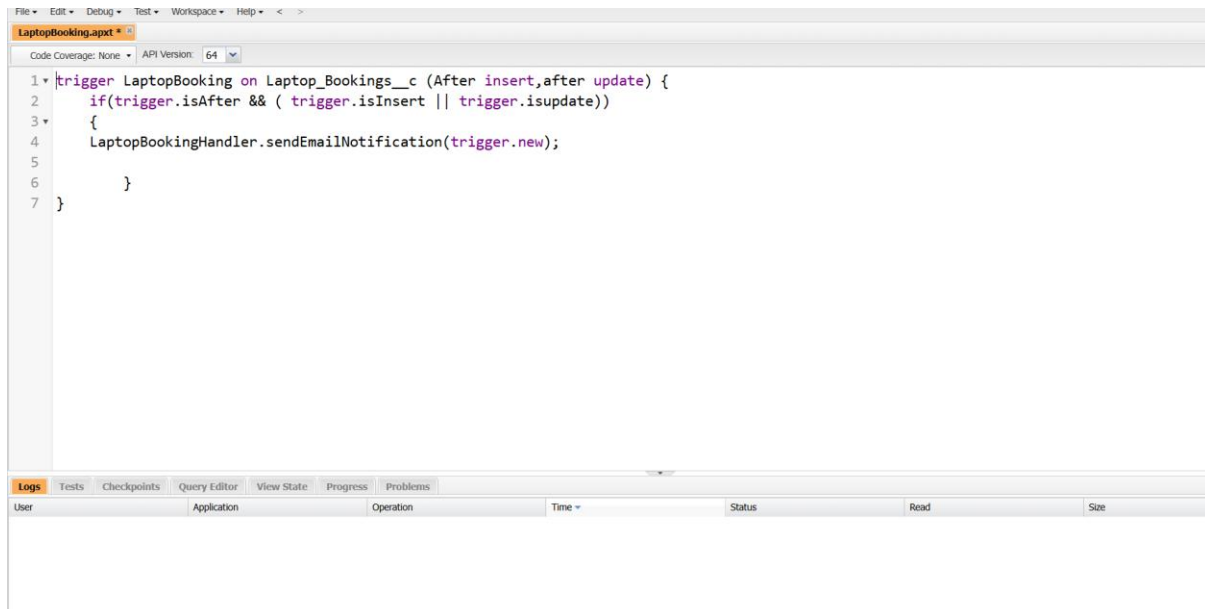 File Edit Debug Test Workspace Help < >
LaptopBooking.apxt *
Code Coverage: None API Version: 64
1 trigger LaptopBooking on Laptop_Bookings__c (After insert,after update) {
2 if(trigger.isAfter && ( trigger.isInsert || trigger.isupdate))
3 {
4 LaptopBookingHandler.sendEmailNotification(trigger.new);
5
6 }
7 }
Logs Tests Checkpoints Query Editor View State Progress Problems
User Application Operation Time Status Read Size